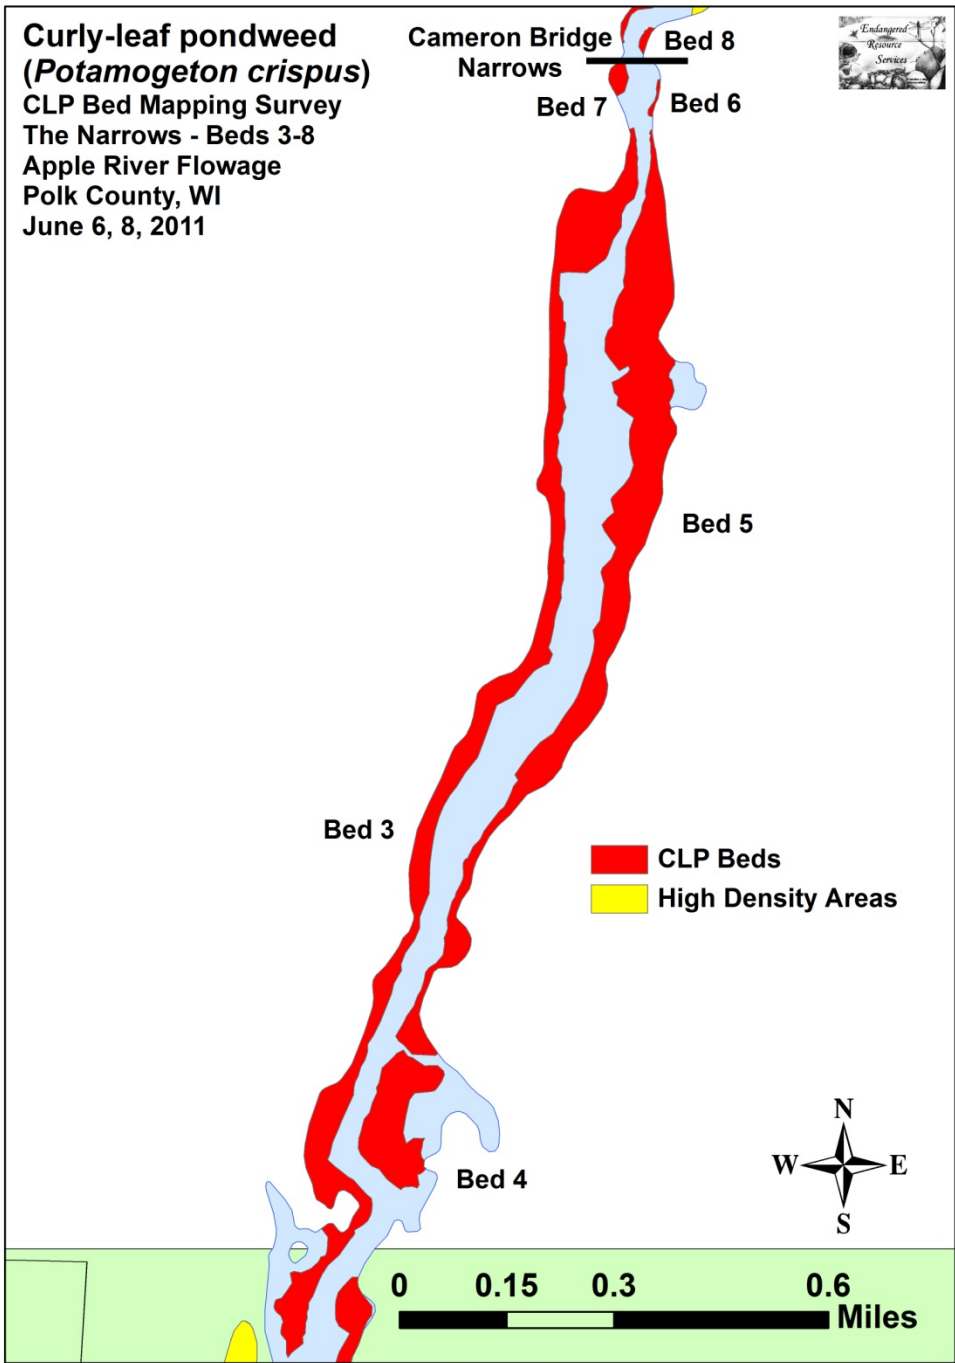 Curly-leaf pondweed
(Potamogeton crispus)
CLP Bed Mapping Survey
The Narrows - Beds 3-8
Apple River Flowage
Polk County, WI
June 6, 8, 2011
Cameron Bridge
Narrows
Bed 8
Endangered
Resource
Services
Bed 7
Bed 6
Bed 5
Bed 3
CLP Beds
High Density Areas
Bed 4
N
W E
S
0 0.15 0.3 0.6
Miles